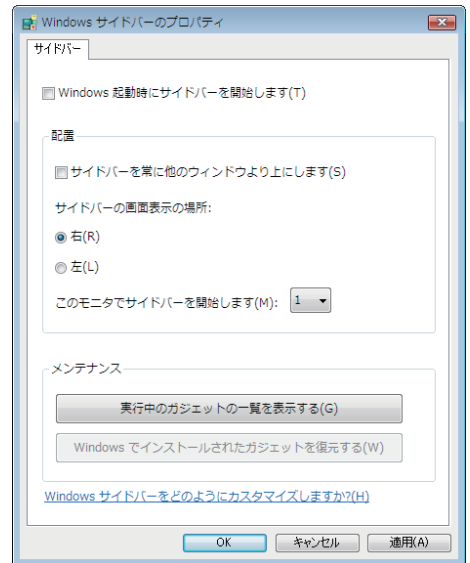 Windows サイドバーのプロパティ
サイドバー
Windows 起動時にサイドバーを開始します(T)
配置
サイドバーを常に他のウィンドウより上にします(S)
サイドバーの画面表示の場所:
右(R)
左(L)
このモニタでサイドバーを開始します(M): 1
メンテナンス
実行中のガジェットの一覧を表示する(G)
Windows でインストールされたガジェットを復元する(W)
Windows サイドバーをどのようにカスタマイズしますか?(H)
OK キャンセル 適用(A)